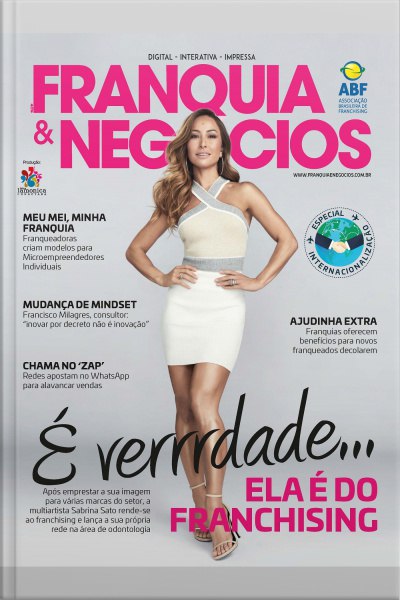 DIGITAL • INTERATIVA • IMPRESSA
FRANQUIA
& NEGÓCIOS
ABF
ASSOCIAÇÃO
BRASILEIRA DE
FRANCHISING
Produção:
WWW.FRANQUIAENEGOCIOS.COM.BR
MEU MEI, MINHA
FRANQUIA
Franqueadoras
criam modelos para
Microempreendedores
Individuais
ESPECIAL
INTERNACIONALIZAÇÃO
MUDANÇA DE MINDSET
Francisco Milagres, consultor:
“inovar por decreto não é inovação”
AJUDINHA EXTRA
Franquias oferecem
benefícios para novos
franqueados decolarem
CHAMA NO ‘ZAP’
Redes apostam no WhatsApp
para alavancar vendas
É verrrdade...
ELA É DO
FRANCHISING
Após emprestar a sua imagem
para várias marcas do setor, a
multiartista Sabrina Sato rende-se
ao franchising e lança a sua própria
rede na área de odontologia